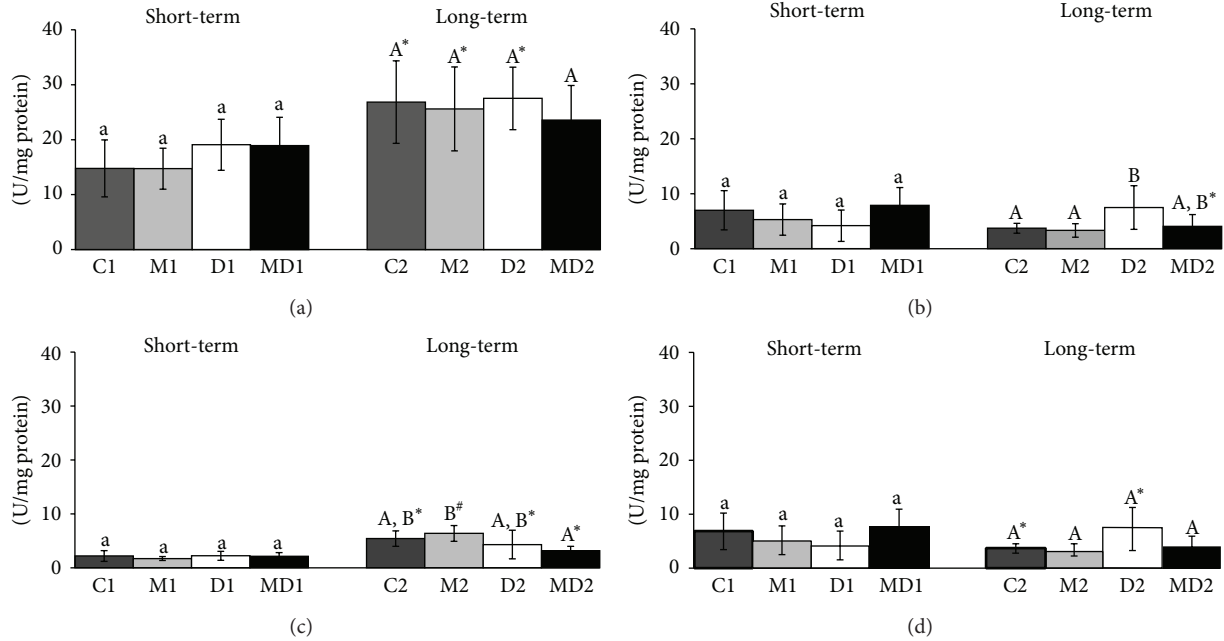 Short-term Long-term
(U/mg protein)
40
30
20
10
0
a a a a A* A* A* A
C1 M1 D1 MD1 C2 M2 D2 MD2
(a)
Short-term Long-term
(U/mg protein)
40
30
20
10
0
a a a a A A B A, B*
C1 M1 D1 MD1 C2 M2 D2 MD2
(b)
Short-term Long-term
(U/mg protein)
40
30
20
10
0
a a a a A, B* B# A, B* A*
C1 M1 D1 MD1 C2 M2 D2 MD2
(c)
Short-term Long-term
(U/mg protein)
40
30
20
10
0
a a a a A* A A* A
C1 M1 D1 MD1 C2 M2 D2 MD2
(d)